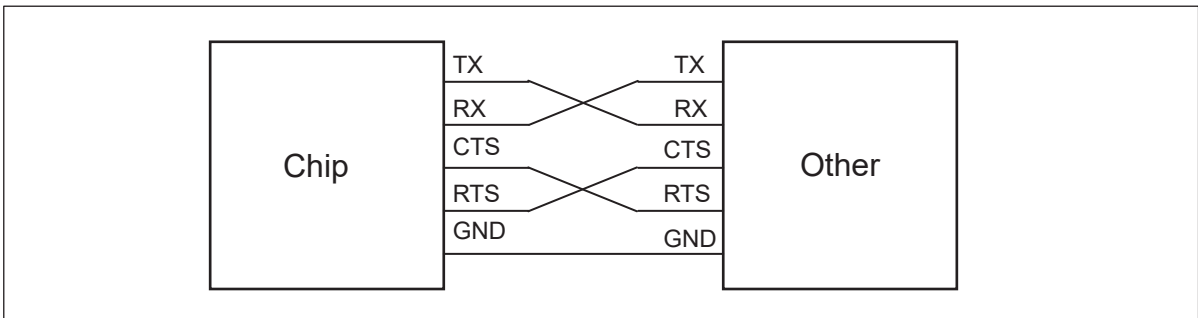 TX TX
RX RX
CTS CTS
Chip Other
RTS RTS
GND GND